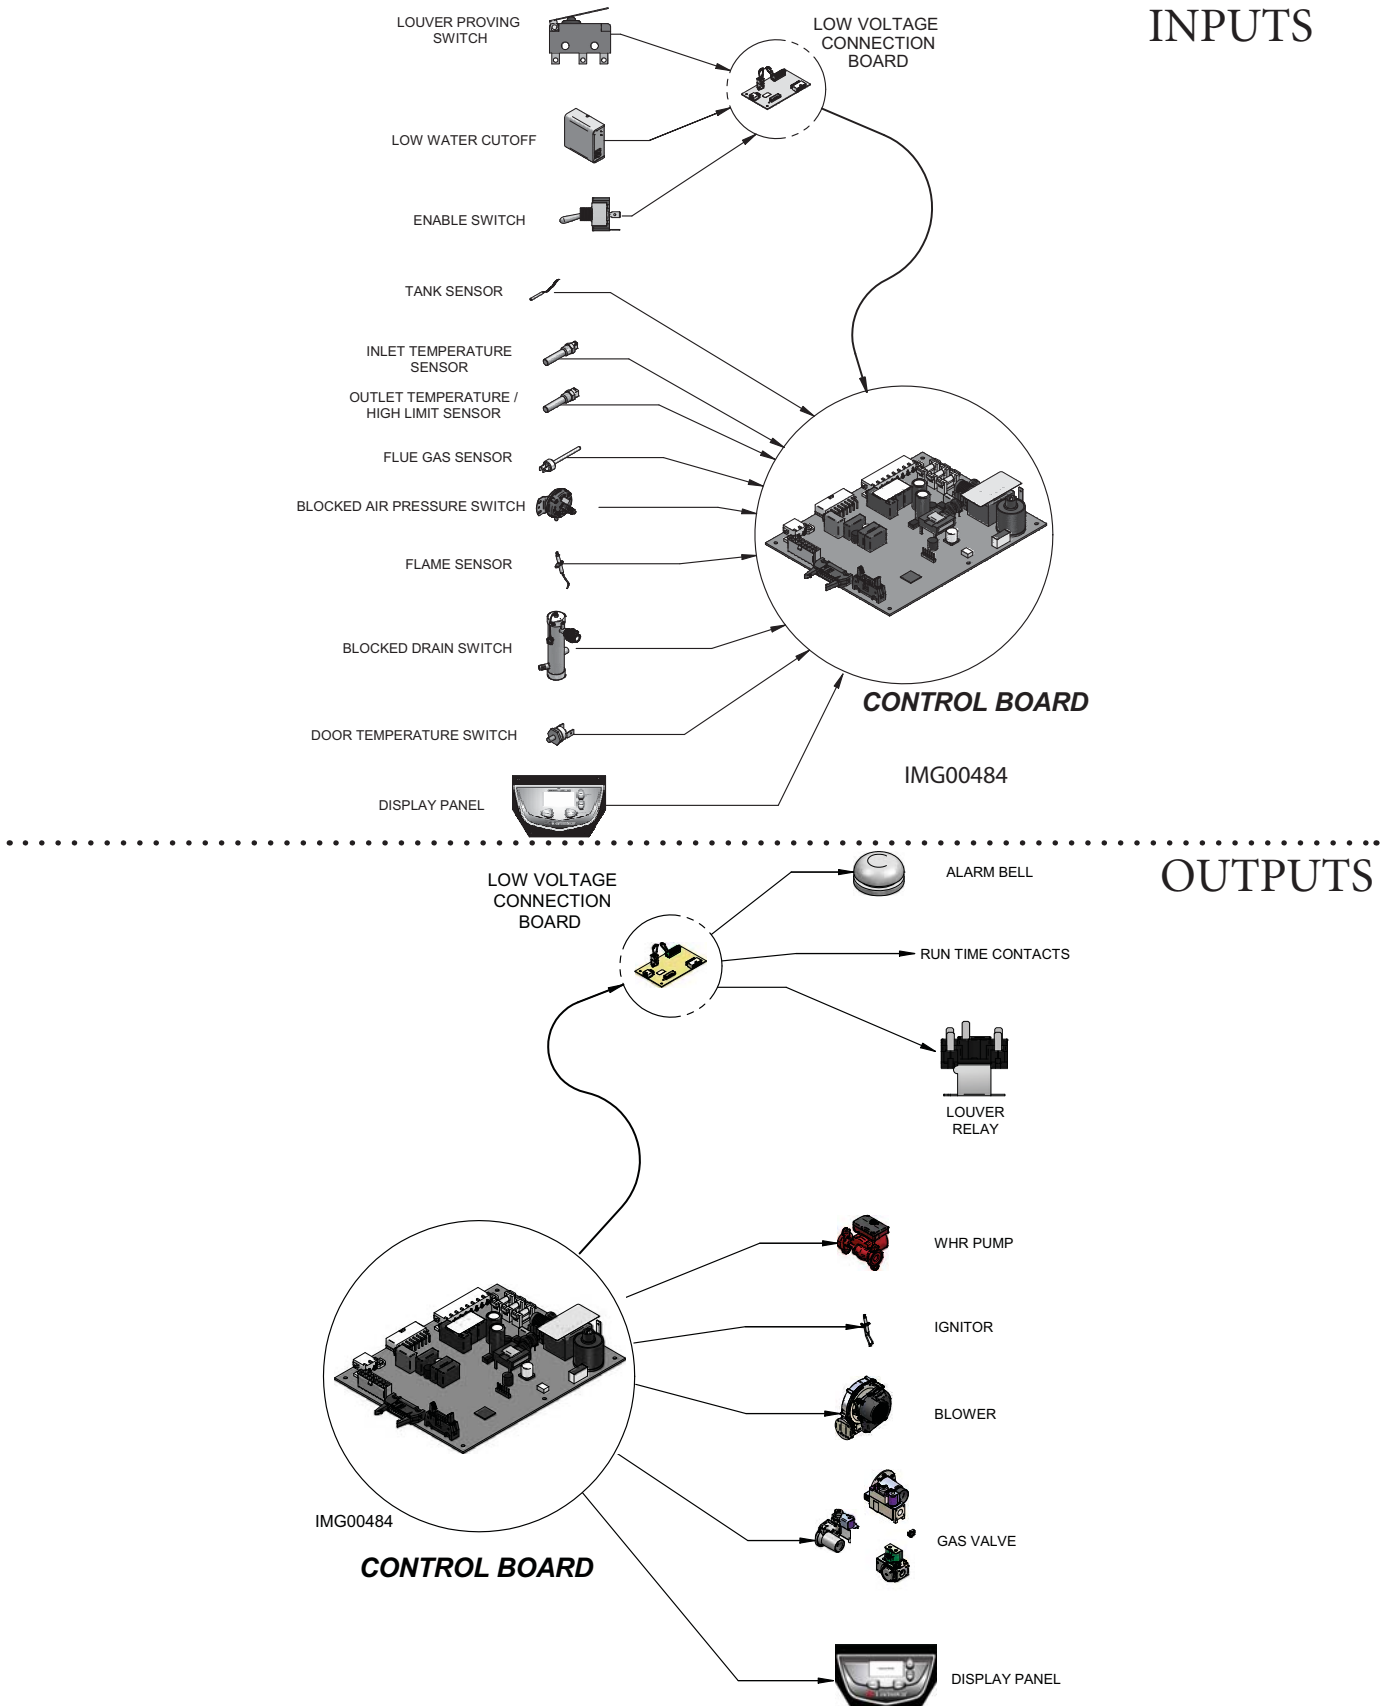 INPUTS
LOUVER PROVING
SWITCH
LOW VOLTAGE
CONNECTION
BOARD
LOW WATER CUTOFF
ENABLE SWITCH
TANK SENSOR
INLET TEMPERATURE
SENSOR
OUTLET TEMPERATURE /
HIGH LIMIT SENSOR
FLUE GAS SENSOR
BLOCKED AIR PRESSURE SWITCH
FLAME SENSOR
BLOCKED DRAIN SWITCH
CONTROL BOARD
DOOR TEMPERATURE SWITCH
IMG00484
DISPLAY PANEL
OUTPUTS
LOW VOLTAGE
CONNECTION
BOARD
ALARM BELL
RUN TIME CONTACTS
LOUVER
RELAY
WHR PUMP
IGNITOR
BLOWER
IMG00484
GAS VALVE
CONTROL BOARD
DISPLAY PANEL